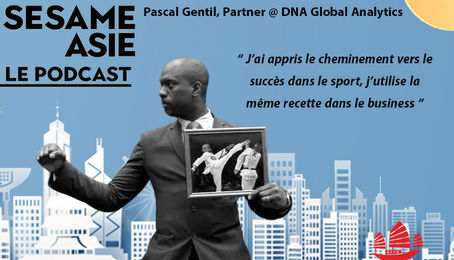 SESAME
ASIE
LE PODCAST
Pascal Gentil, Partner @ DNA Global Analytics
“ J’ai appris le cheminement vers le
succès dans le sport, j’utilise la
même recette dans le business “